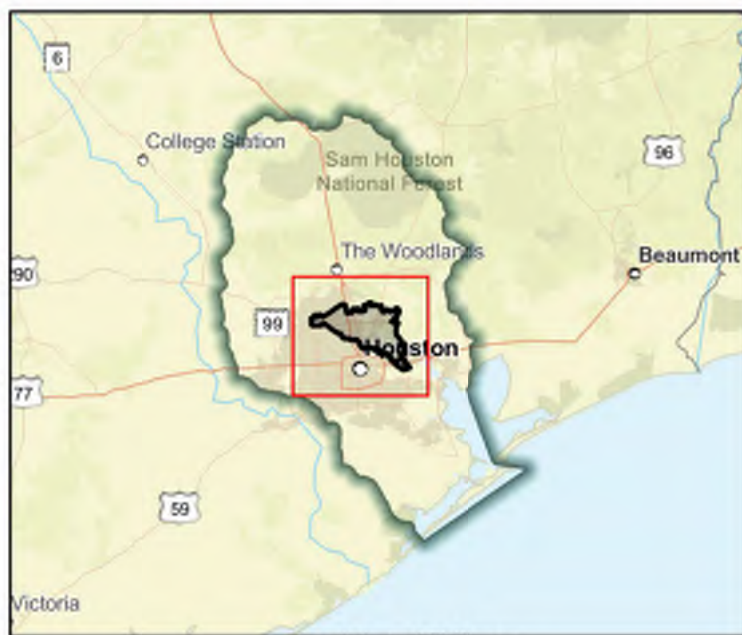 6
College Station
Sam Houston
National Forest
96
The Woodlands
Beaumont
90
99
Houston
77
59
Victoria